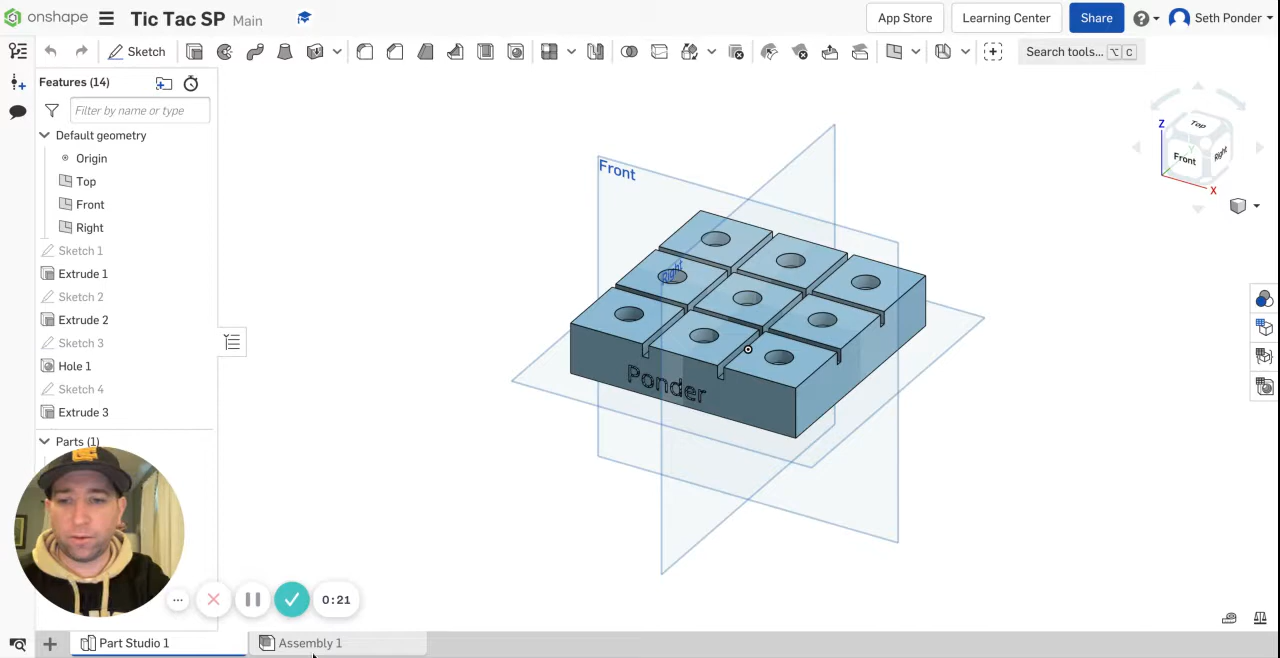 onshape Tic Tac SP Main App Store Learning Center Share ? Seth Ponder
Sketch Search tools... ⌥ C
Features (14)
Filter by name or type
Default geometry
Origin
Top
Front
Right
Sketch 1
Extrude 1
Sketch 2
Extrude 2
Sketch 3
Hole 1
Sketch 4
Extrude 3
Parts (1)
Front
Right
Ponder
Z
Top
Y
Front
Right
X
0:21
Part Studio 1 Assembly 1